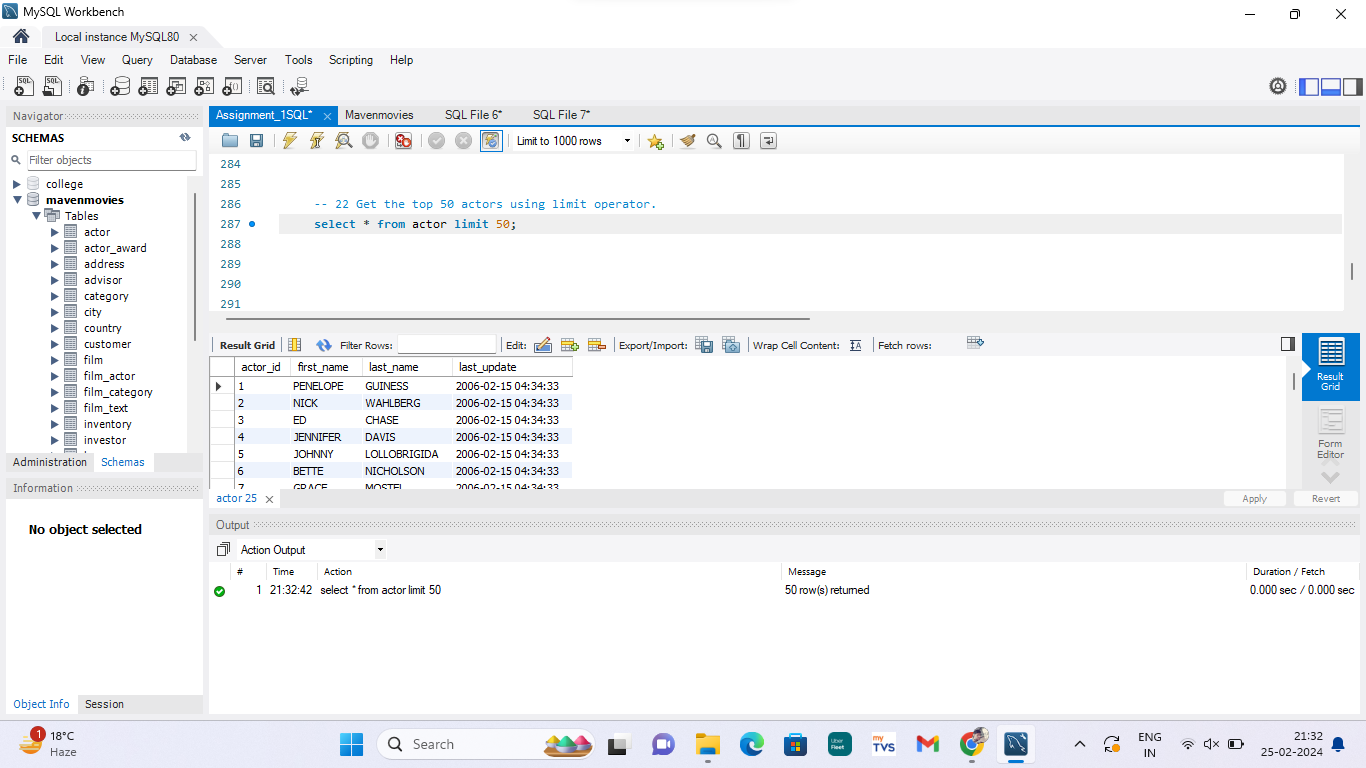 MySQL Workbench
Local instance MySQL80
File Edit View Query Database Server Tools Scripting Help
Navigator
SCHEMAS
Filter objects
college
mavenmovies
Tables
actor
actor_award
address
advisor
category
city
country
customer
film
film_actor
film_category
film_text
inventory
investor
Administration Schemas
Information
No object selected
Object Info Session
Assignment_1SQL* Mavenmovies SQL File 6* SQL File 7*
Limit to 1000 rows
284
285
286 -- 22 Get the top 50 actors using limit operator.
287 select * from actor limit 50;
288
289
290
291
Result Grid Filter Rows: Edit: Export/Import: Wrap Cell Content: Fetch rows:
actor_id first_name last_name last_update
1 PENELOPE GUINESS 2006-02-15 04:34:33
2 NICK WAHLBERG 2006-02-15 04:34:33
3 ED CHASE 2006-02-15 04:34:33
4 JENNIFER DAVIS 2006-02-15 04:34:33
5 JOHNNY LOLLOBRIGIDA 2006-02-15 04:34:33
6 BETTE NICHOLSON 2006-02-15 04:34:33
7 GRACE MOSTEL 2006-02-15 04:34:33
Result Grid
Form Editor
actor 25
Apply Revert
Output
Action Output
# Time Action Message Duration / Fetch
1 21:32:42 select * from actor limit 50 50 row(s) returned 0.000 sec / 0.000 sec
1
18°C
Haze
Search
Uber Fleet
my TVS
ENG
IN
21:32
25-02-2024